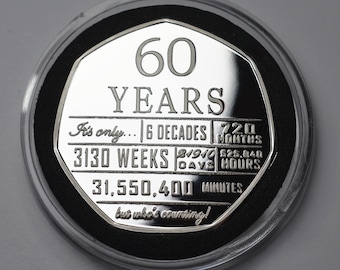 60
YEARS
It's only... 6 DECADES 720 MONTHS
3130 WEEKS 21910 DAYS 525,840 HOURS
31,550,400 MINUTES
but who's counting!